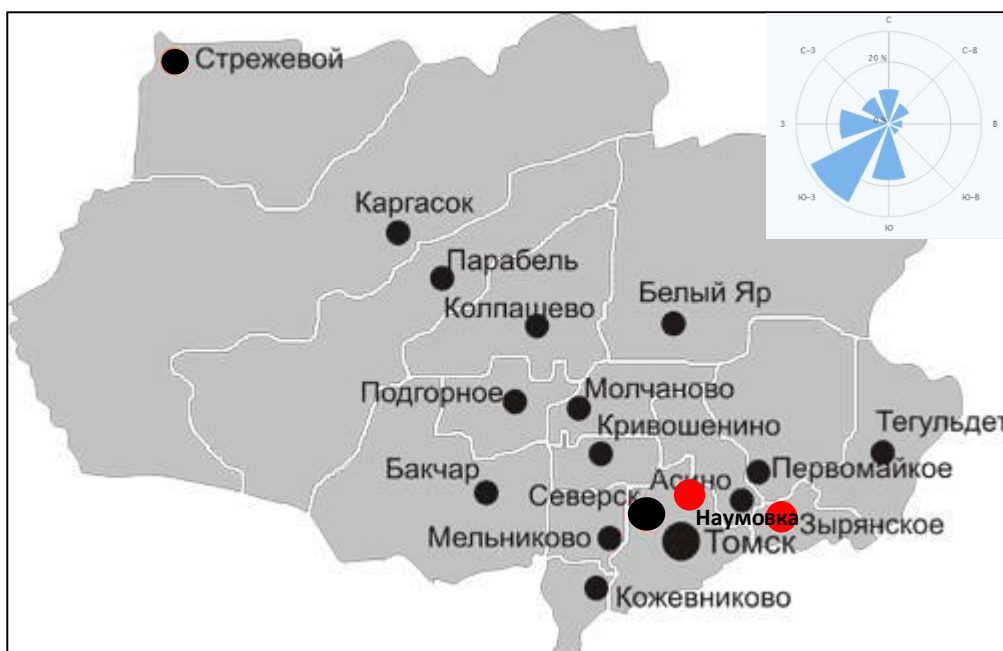 С
С-З
С-В
20 %
Стрежевой
0 %
З
В
Каргасок
Ю-З
Ю-В
Ю
Парабель
Белый Яр
Колпашево
Подгорное
Молчаново
Кривошенино
Тегульдет
Бакчар
Первомайкое
Асино
Северск
Наумовка
Зырянское
Мельниково
Томск
Кожевниково